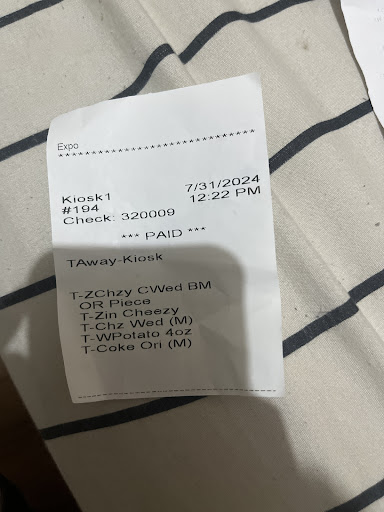 Expo
******************************
Kiosk1 7/31/2024
#194 12:22 PM
Check: 320009
*** PAID ***
TAway-Kiosk
T-ZChzy CWed BM
OR Piece
T-Zin Cheezy
T-Chz Wed (M)
T-WPotato 4oz
T-Coke Ori (M)